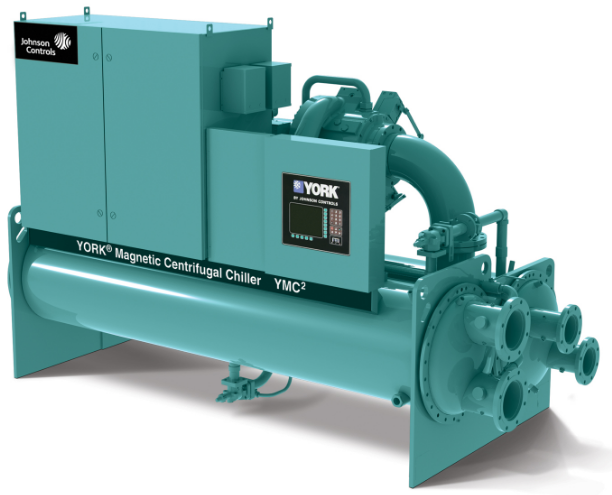 Johnson
Controls
YORK
BY JOHNSON CONTROLS
YORK® Magnetic Centrifugal Chiller YMC²